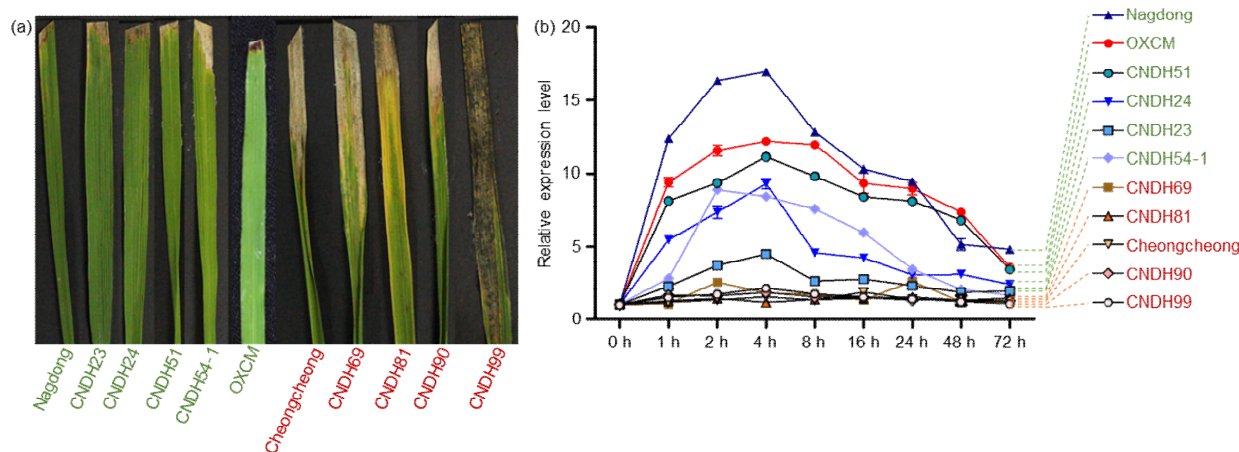 (a)
Nagdong
CNDH23
CNDH24
CNDH51
CNDH54-1
OXCM
Cheongcheong
CNDH69
CNDH81
CNDH90
CNDH99
(b)
Relative expression level
20
15
10
5
0
0 h 1 h 2 h 4 h 8 h 16 h 24 h 48 h 72 h
Nagdong
OXCM
CNDH51
CNDH24
CNDH23
CNDH54-1
CNDH69
CNDH81
Cheongcheong
CNDH90
CNDH99